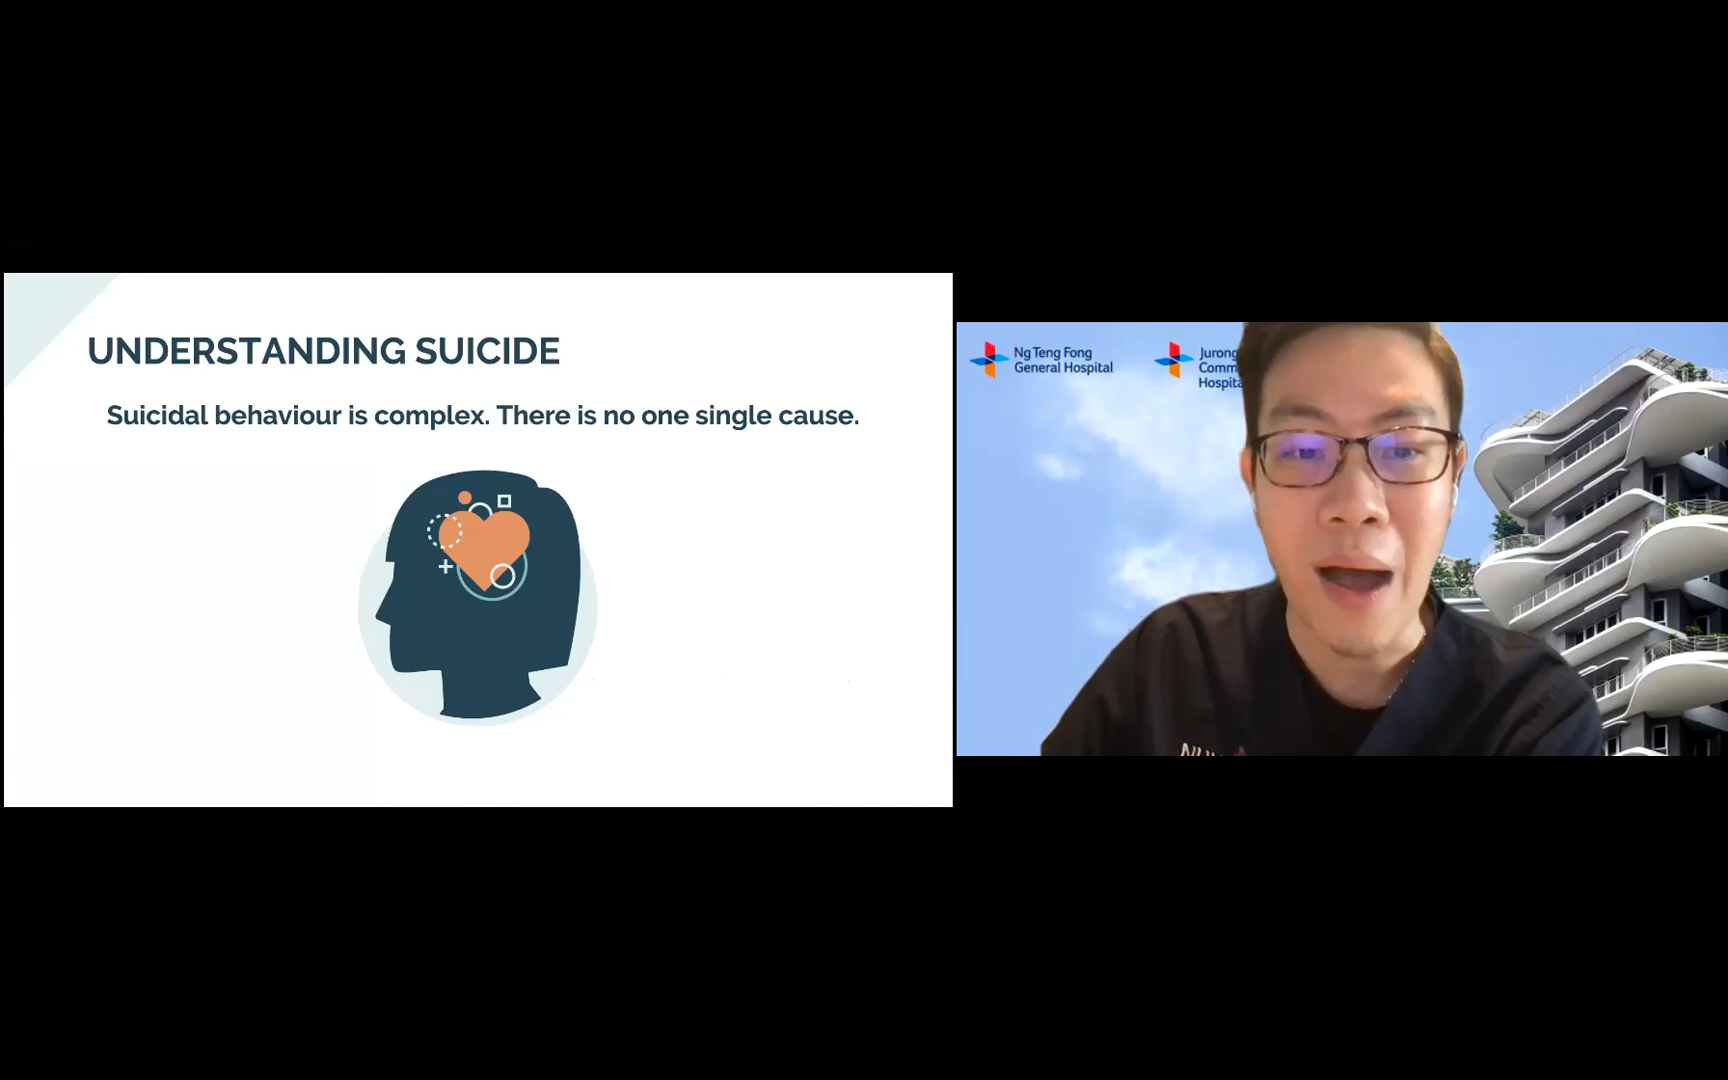 UNDERSTANDING SUICIDE
Suicidal behaviour is complex. There is no one single cause.
Ng Teng Fong
General Hospital
Jurong